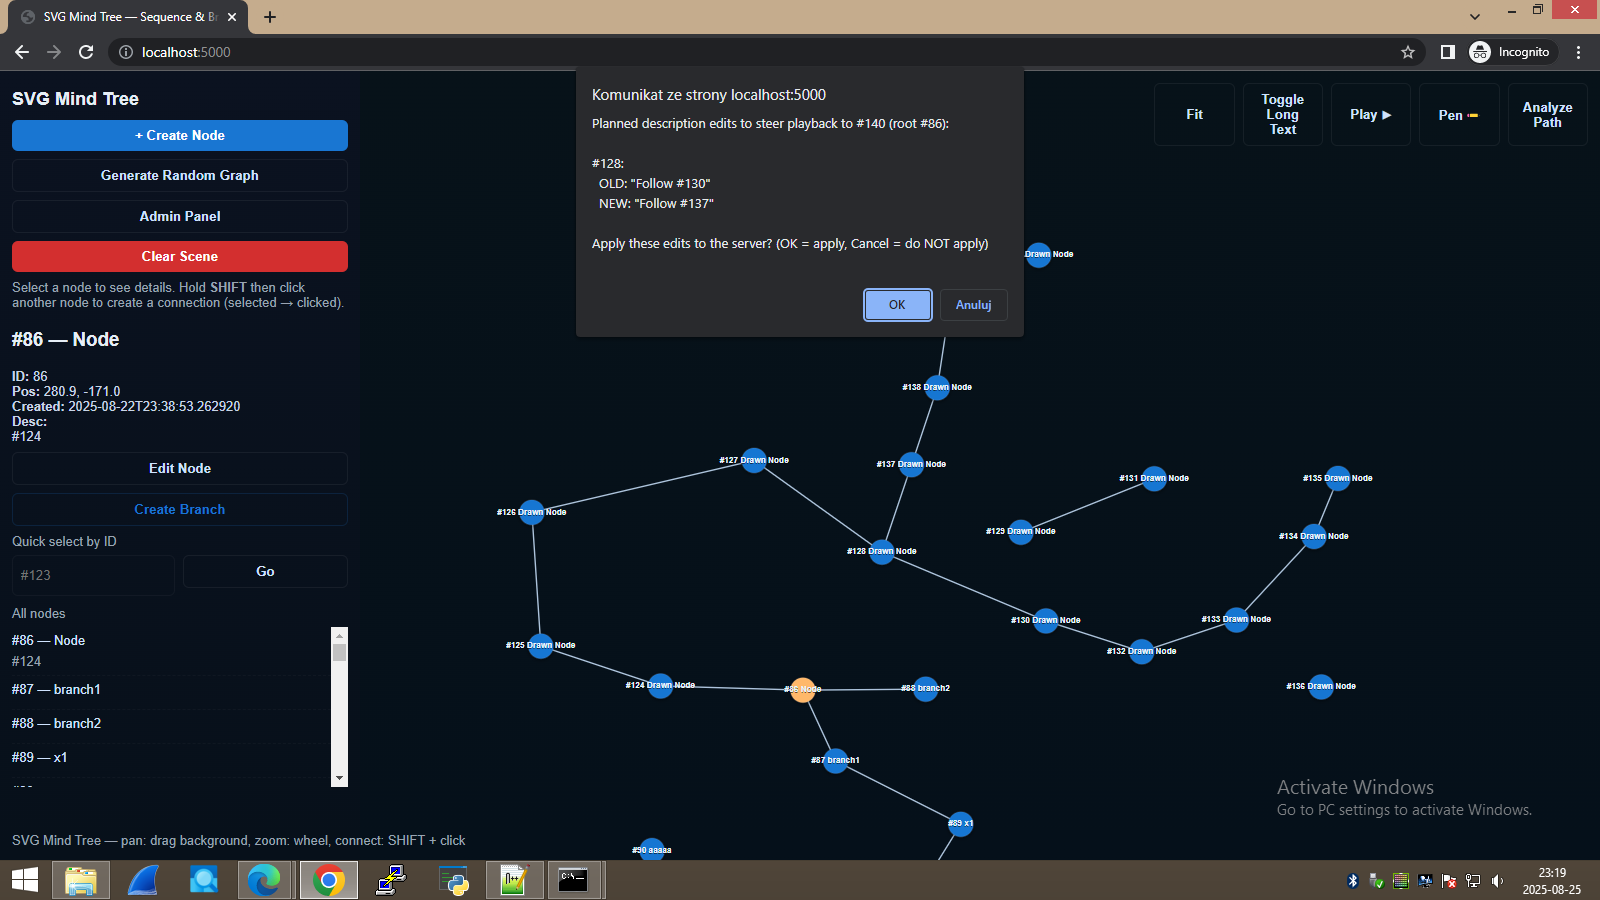 SVG Mind Tree — Sequence & Br
localhost:5000
Incognito
SVG Mind Tree
+ Create Node
Generate Random Graph
Admin Panel
Clear Scene
Select a node to see details. Hold SHIFT then click
another node to create a connection (selected → clicked).
#86 — Node
ID: 86
Pos: 280.9, -171.0
Created: 2025-08-22T23:38:53.262920
Desc:
#124
Edit Node
Create Branch
Quick select by ID
#123
Go
All nodes
#86 — Node
#124
#87 — branch1
#88 — branch2
#89 — x1
SVG Mind Tree — pan: drag background, zoom: wheel, connect: SHIFT + click
Komunikat ze strony localhost:5000
Planned description edits to steer playback to #140 (root #86):
#128:
OLD: "Follow #130"
NEW: "Follow #137"
Apply these edits to the server? (OK = apply, Cancel = do NOT apply)
OK
Anuluj
Fit
Toggle
Long
Text
Play ▶
Pen
Analyze
Path
Drawn Node
#138 Drawn Node
#127 Drawn Node
#137 Drawn Node
#131 Drawn Node
#135 Drawn Node
#126 Drawn Node
#129 Drawn Node
#134 Drawn Node
#128 Drawn Node
#130 Drawn Node
#133 Drawn Node
#125 Drawn Node
#132 Drawn Node
#124 Drawn Node
#86 Node
#88 branch2
#136 Drawn Node
#87 branch1
#89 x1
#90 aaaaa
Activate Windows
Go to PC settings to activate Windows.
23:19
2025-08-25